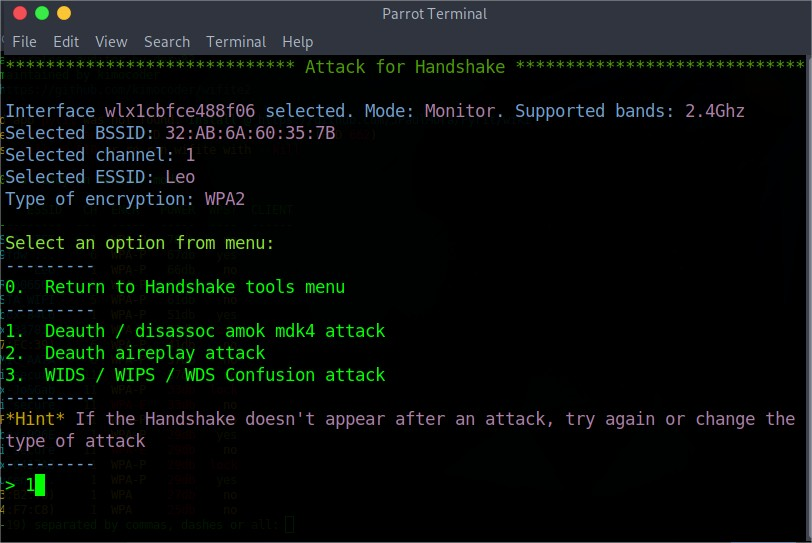 Parrot Terminal
File Edit View Search Terminal Help
***************************** Attack for Handshake *****************************
Interface wlx1cbfce488f06 selected. Mode: Monitor. Supported bands: 2.4Ghz
Selected BSSID: 32:AB:6A:60:35:7B
Selected channel: 1
Selected ESSID: Leo
Type of encryption: WPA2
Select an option from menu:
---------
0.  Return to Handshake tools menu
---------
1.  Deauth / disassoc amok mdk4 attack
2.  Deauth aireplay attack
3.  WIDS / WIPS / WDS Confusion attack
---------
*Hint* If the Handshake doesn't appear after an attack, try again or change the
type of attack
---------
> 1